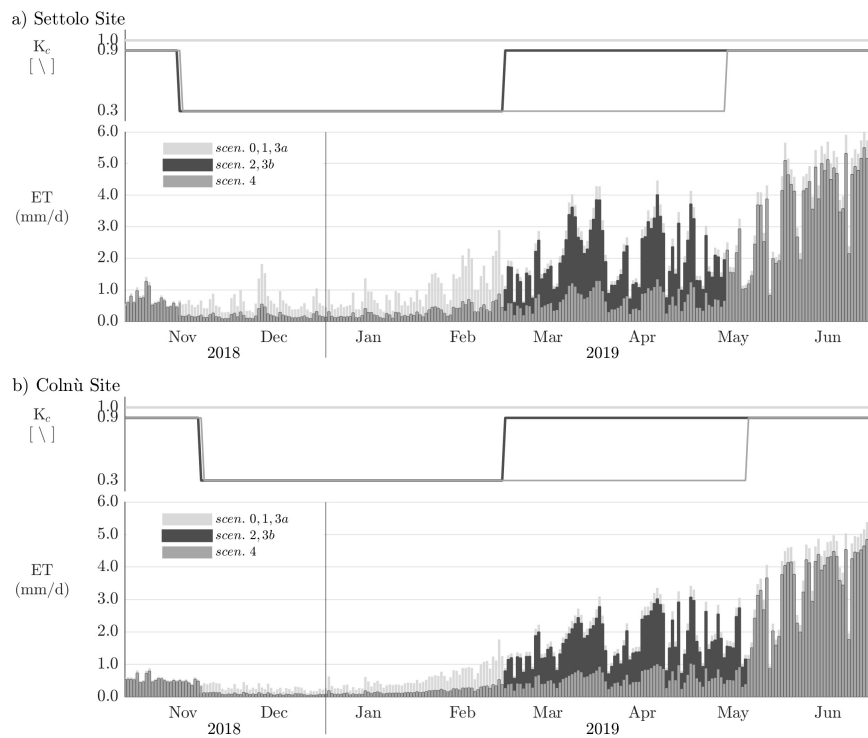 a) Settolo Site
K_c
[ \ ]
1.0
0.9
0.3
6.0
5.0
4.0
3.0
2.0
1.0
0.0
ET
(mm/d)
scen. 0, 1, 3a
scen. 2, 3b
scen. 4
Nov Dec Jan Feb Mar Apr May Jun
2018 2019
b) Colnù Site
K_c
[ \ ]
1.0
0.9
0.3
6.0
5.0
4.0
3.0
2.0
1.0
0.0
ET
(mm/d)
scen. 0, 1, 3a
scen. 2, 3b
scen. 4
Nov Dec Jan Feb Mar Apr May Jun
2018 2019